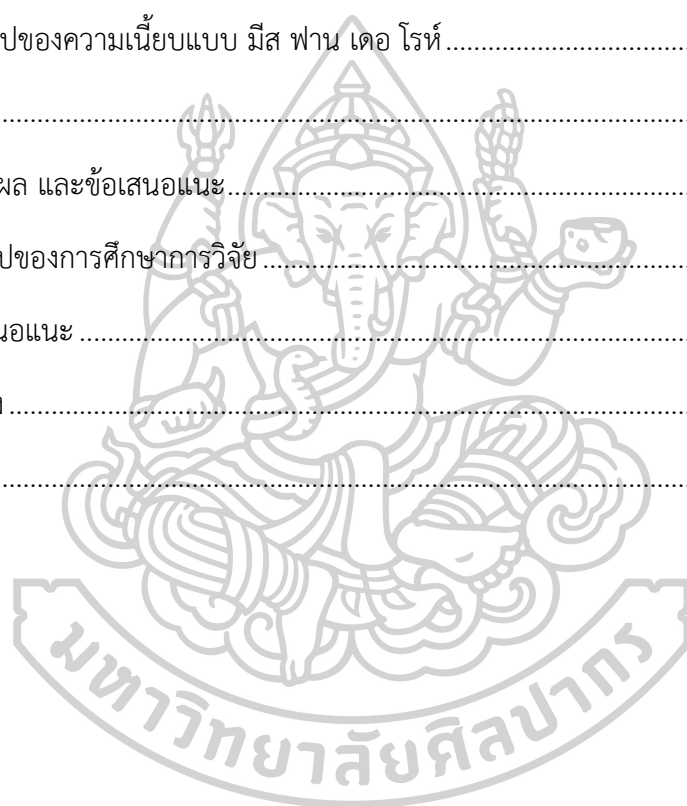 ปของความเนี้ยบแบบ มีส ฟาน เดอ โรห์
ผล และข้อเสนอแนะ
ปของการศึกษาการวิจัย
นอแนะ
มหาวิทยาลัยศิลปากร